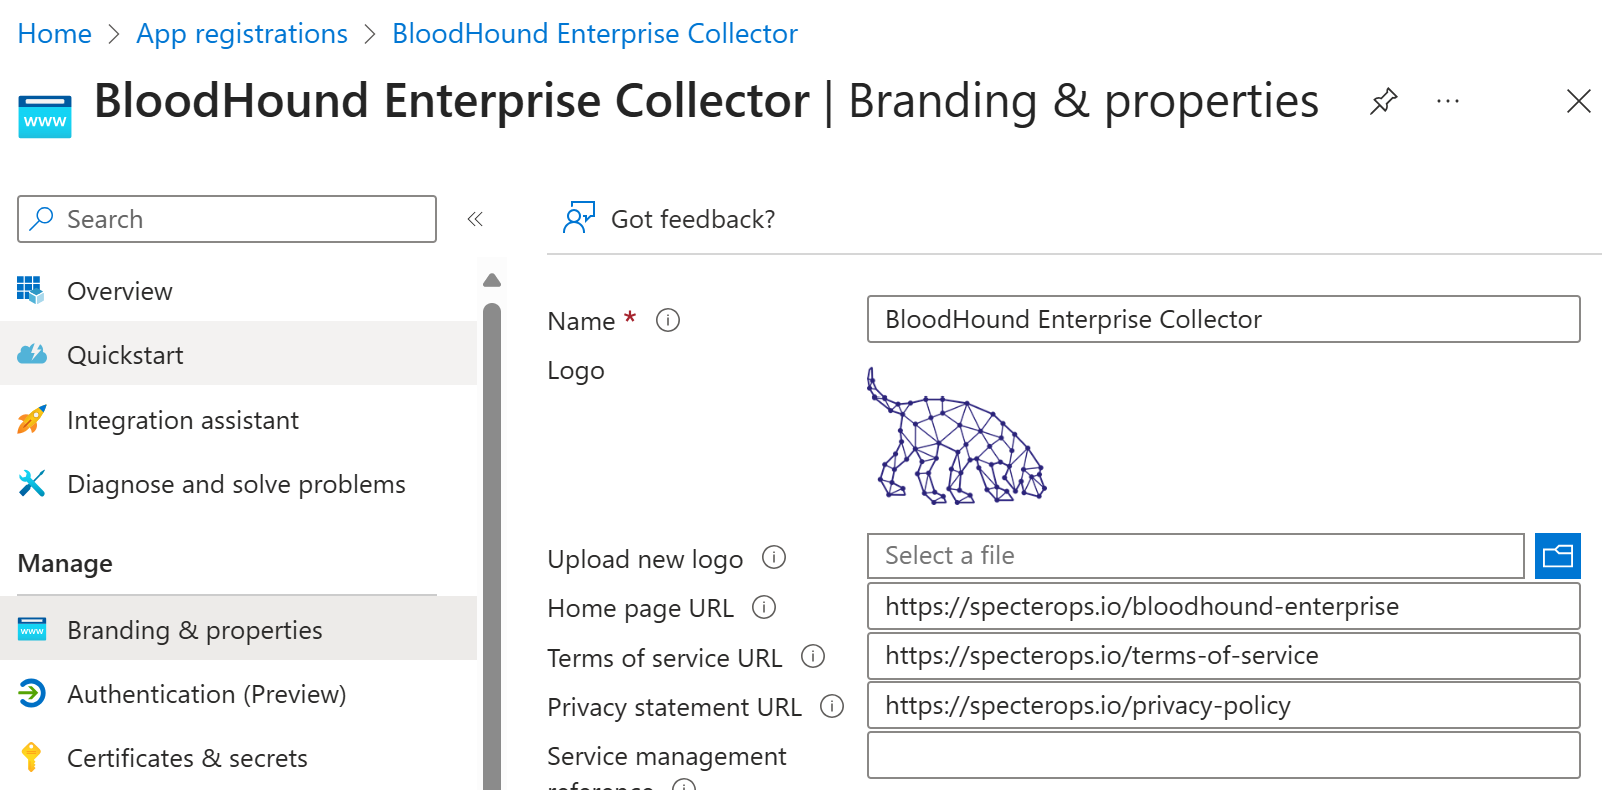 Home > App registrations > BloodHound Enterprise Collector
www
BloodHound Enterprise Collector | Branding & properties
Search
Got feedback?
Overview
Quickstart
Integration assistant
Diagnose and solve problems
Manage
www
Branding & properties
Authentication (Preview)
Certificates & secrets
Name *
BloodHound Enterprise Collector
Logo
Upload new logo
Select a file
Home page URL
https://specterops.io/bloodhound-enterprise
Terms of service URL
https://specterops.io/terms-of-service
Privacy statement URL
https://specterops.io/privacy-policy
Service management
reference